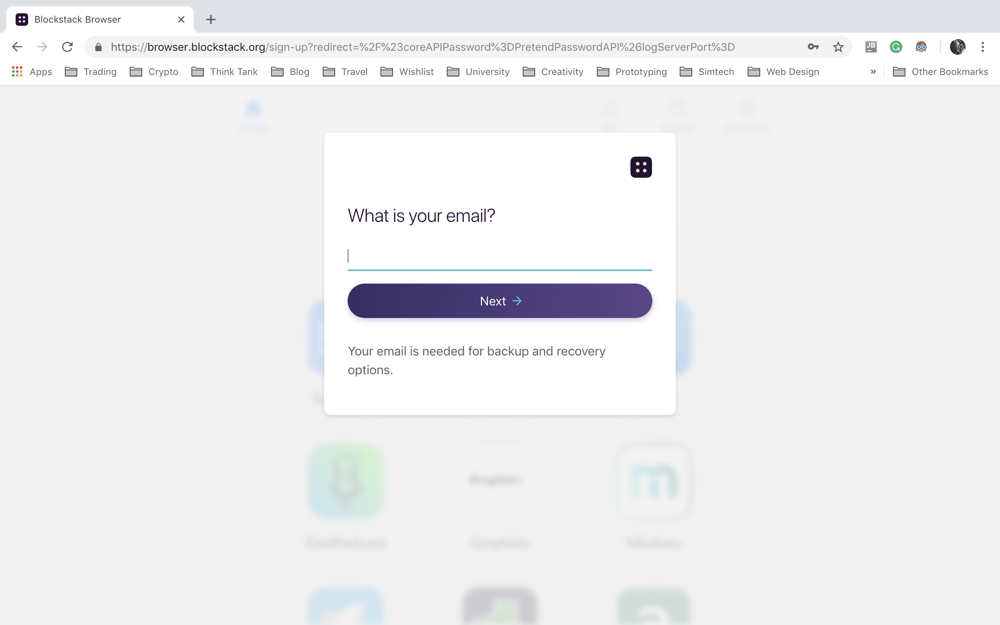 Blockstack Browser
https://browser.blockstack.org/sign-up?redirect=%2F%23coreAPIPassword%3DPretendPasswordAPI%26logServerPort%3D
JB
Apps Trading Crypto Think Tank Blog Travel Wishlist University Creativity Prototyping Simtech Web Design » Other Bookmarks
What is your email?
Next →
Your email is needed for backup and recovery
options.
m
DotPodcast Graphite Misthos
a